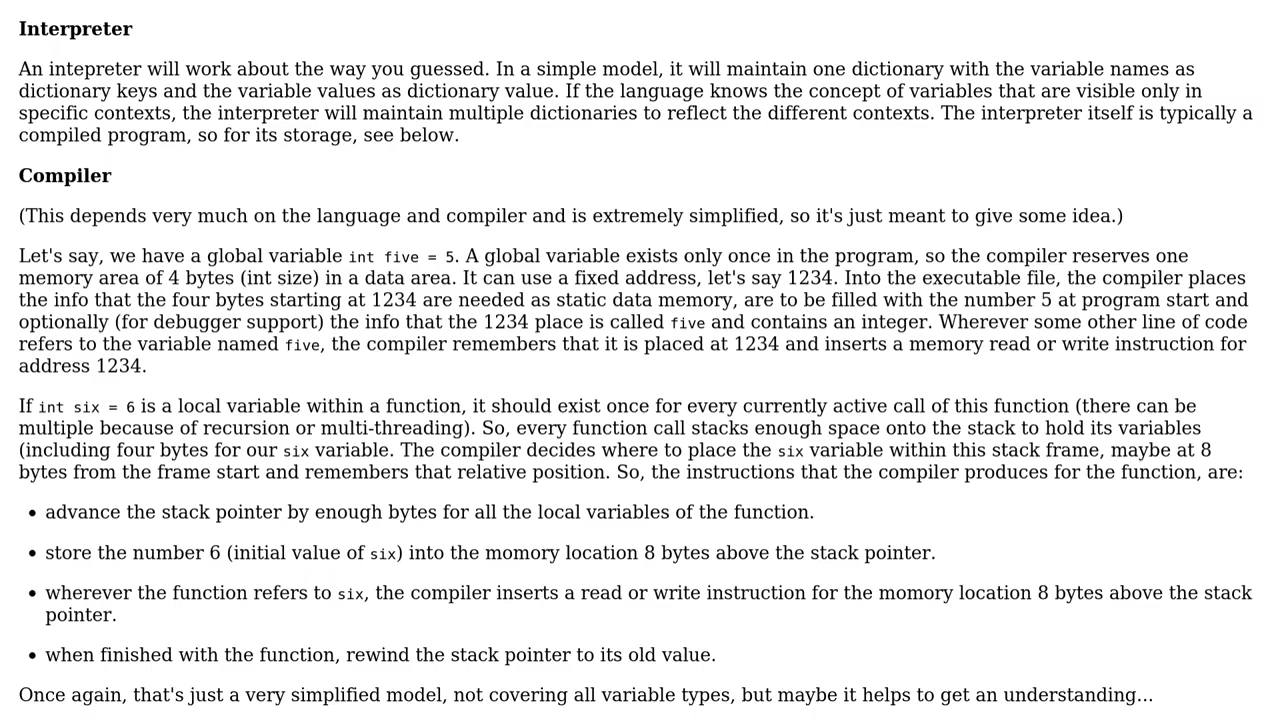 Interpreter
An intepreter will work about the way you guessed. In a simple model, it will maintain one dictionary with the variable names as
dictionary keys and the variable values as dictionary value. If the language knows the concept of variables that are visible only in
specific contexts, the interpreter will maintain multiple dictionaries to reflect the different contexts. The interpreter itself is typically a
compiled program, so for its storage, see below.
Compiler
(This depends very much on the language and compiler and is extremely simplified, so it's just meant to give some idea.)
Let's say, we have a global variable int five = 5. A global variable exists only once in the program, so the compiler reserves one
memory area of 4 bytes (int size) in a data area. It can use a fixed address, let's say 1234. Into the executable file, the compiler places
the info that the four bytes starting at 1234 are needed as static data memory, are to be filled with the number 5 at program start and
optionally (for debugger support) the info that the 1234 place is called five and contains an integer. Wherever some other line of code
refers to the variable named five, the compiler remembers that it is placed at 1234 and inserts a memory read or write instruction for
address 1234.
If int six = 6 is a local variable within a function, it should exist once for every currently active call of this function (there can be
multiple because of recursion or multi-threading). So, every function call stacks enough space onto the stack to hold its variables
(including four bytes for our six variable. The compiler decides where to place the six variable within this stack frame, maybe at 8
bytes from the frame start and remembers that relative position. So, the instructions that the compiler produces for the function, are:
• advance the stack pointer by enough bytes for all the local variables of the function.
• store the number 6 (initial value of six) into the momory location 8 bytes above the stack pointer.
• wherever the function refers to six, the compiler inserts a read or write instruction for the momory location 8 bytes above the stack
pointer.
• when finished with the function, rewind the stack pointer to its old value.
Once again, that's just a very simplified model, not covering all variable types, but maybe it helps to get an understanding...